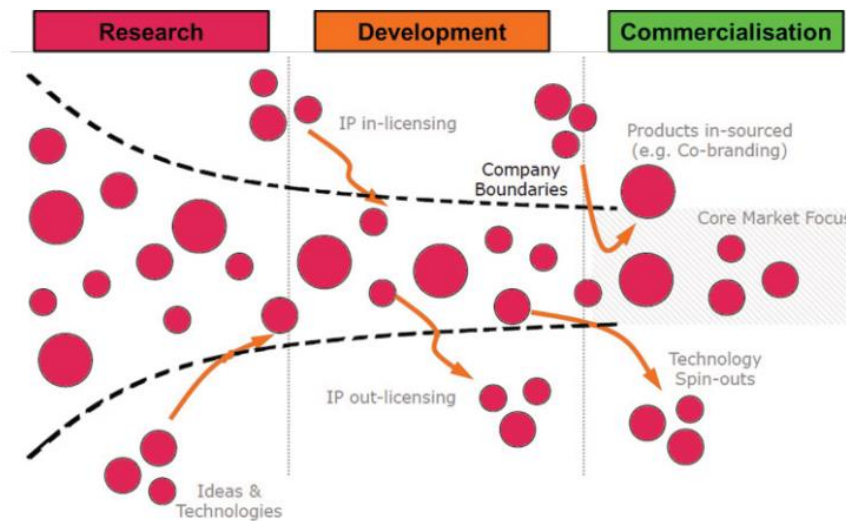 Research
Development
Commercialisation
IP in-licensing
Products in-sourced
(e.g. Co-branding)
Company
Boundaries
Core Market Focus
Technology
Spin-outs
IP out-licensing
Ideas &
Technologies